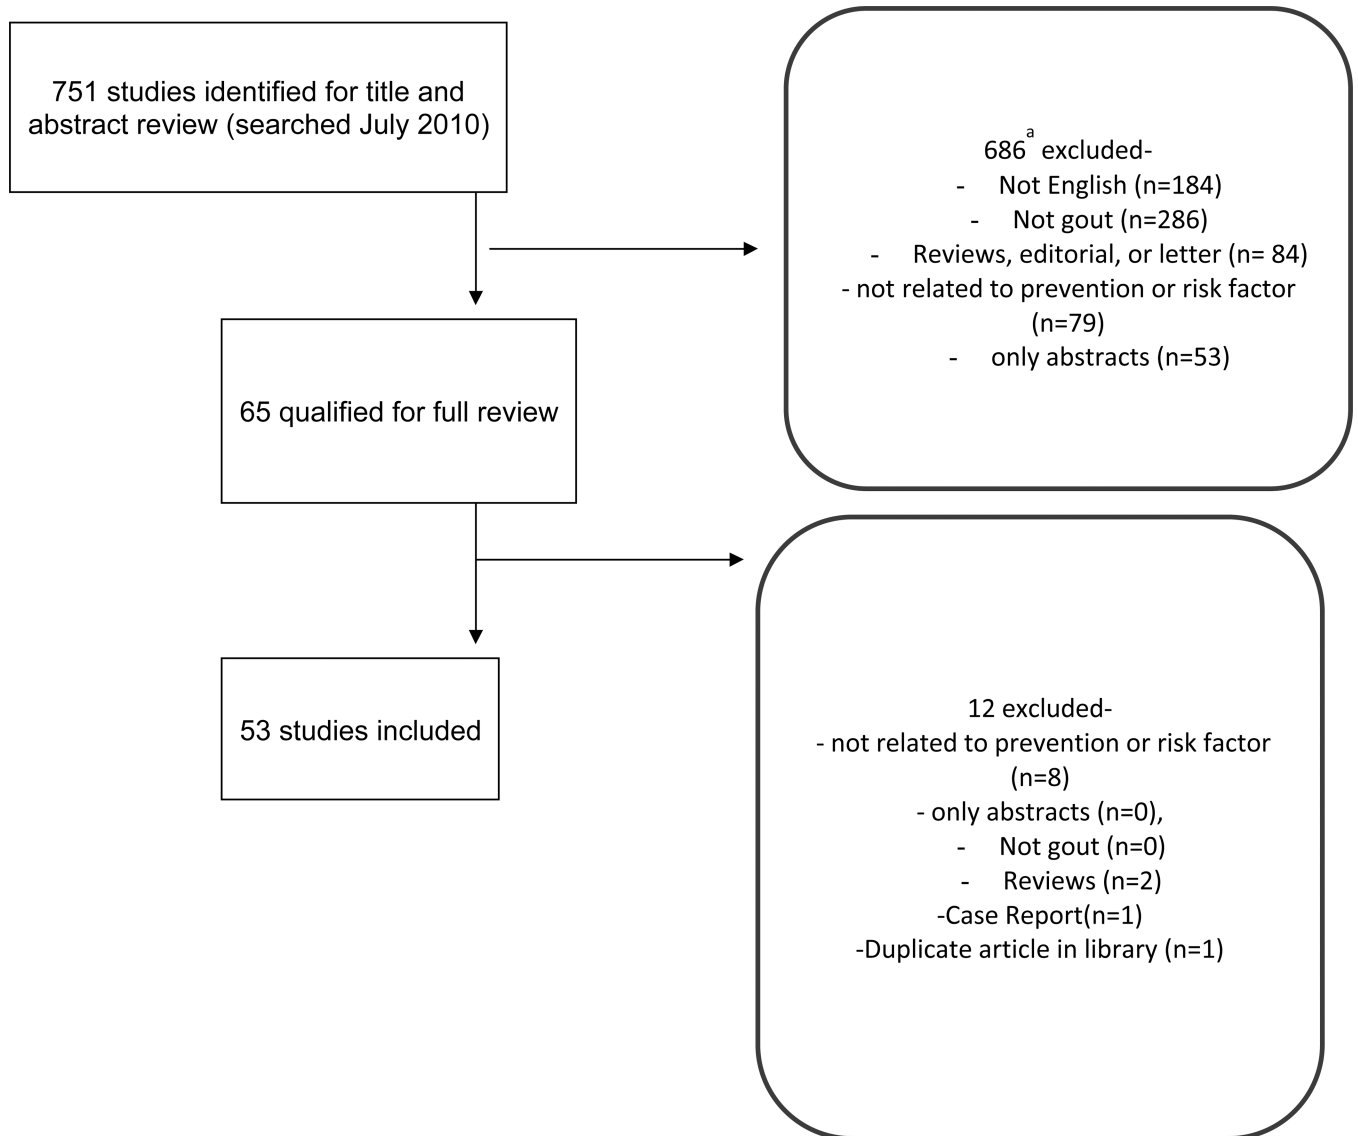 751 studies identified for title and
abstract review (searched July 2010)
686a excluded-
- Not English (n=184)
- Not gout (n=286)
- Reviews, editorial, or letter (n= 84)
- not related to prevention or risk factor
(n=79)
- only abstracts (n=53)
65 qualified for full review
12 excluded-
- not related to prevention or risk factor
(n=8)
- only abstracts (n=0),
- Not gout (n=0)
- Reviews (n=2)
-Case Report(n=1)
-Duplicate article in library (n=1)
53 studies included